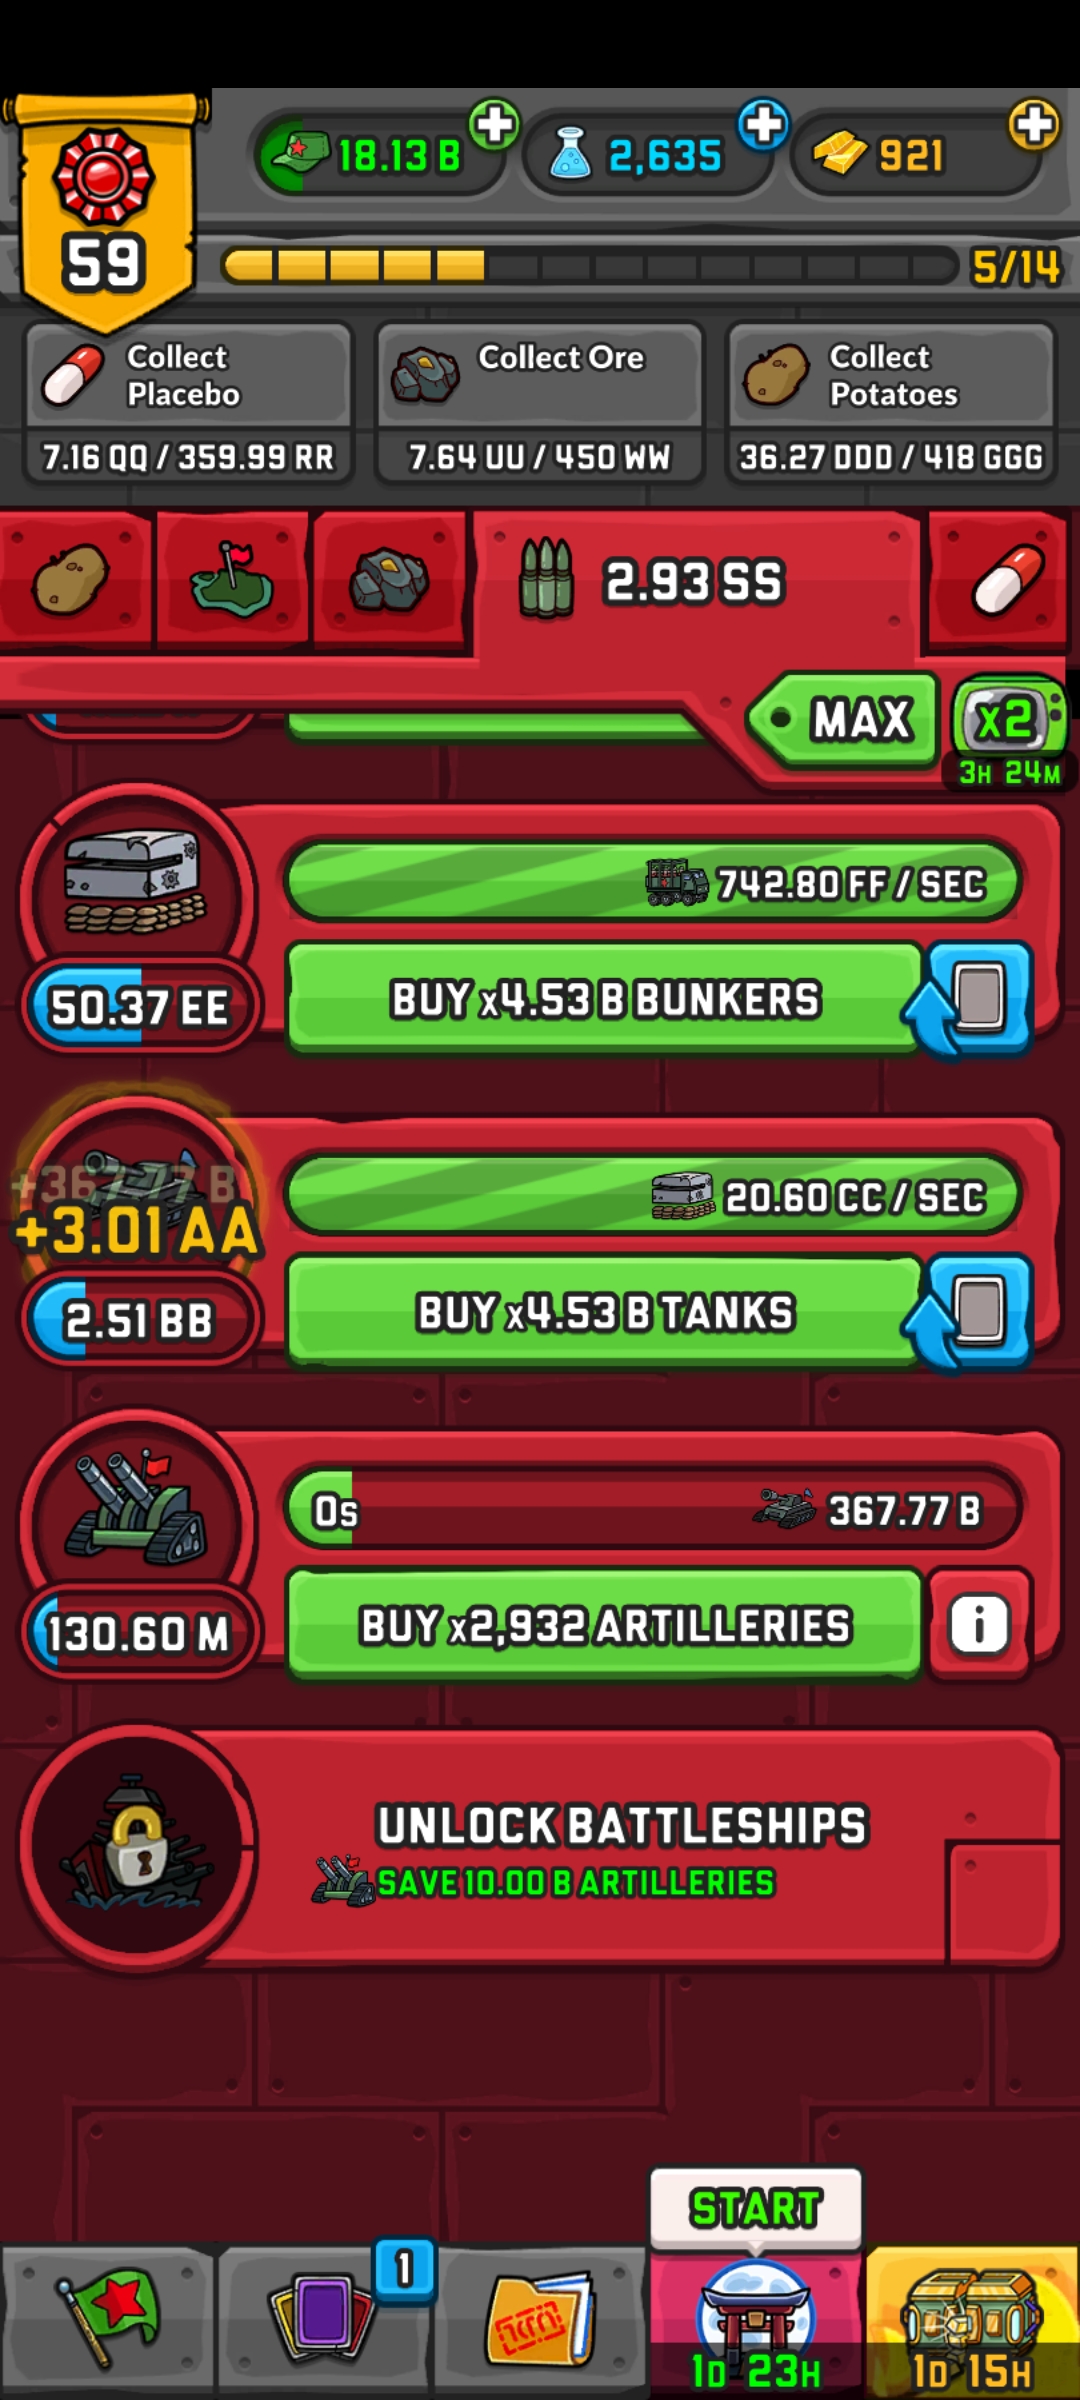 59
18.13 B
2,635
921
5/14
Collect
Placebo
7.16 QQ / 359.99 RR
Collect Ore
7.64 UU / 450 WW
Collect
Potatoes
36.27 DDD / 418 GGG
2.93 SS
MAX
x2
3H 24M
742.80 FF / SEC
50.37 EE
BUY x4.53 B BUNKERS
+367.77 B
+3.01 AA
20.60 CC / SEC
2.51 BB
BUY x4.53 B TANKS
0s
367.77 B
130.60 M
BUY x2,932 ARTILLERIES
i
UNLOCK BATTLESHIPS
SAVE 10.00 B ARTILLERIES
START
1
1D 23H
1D 15H